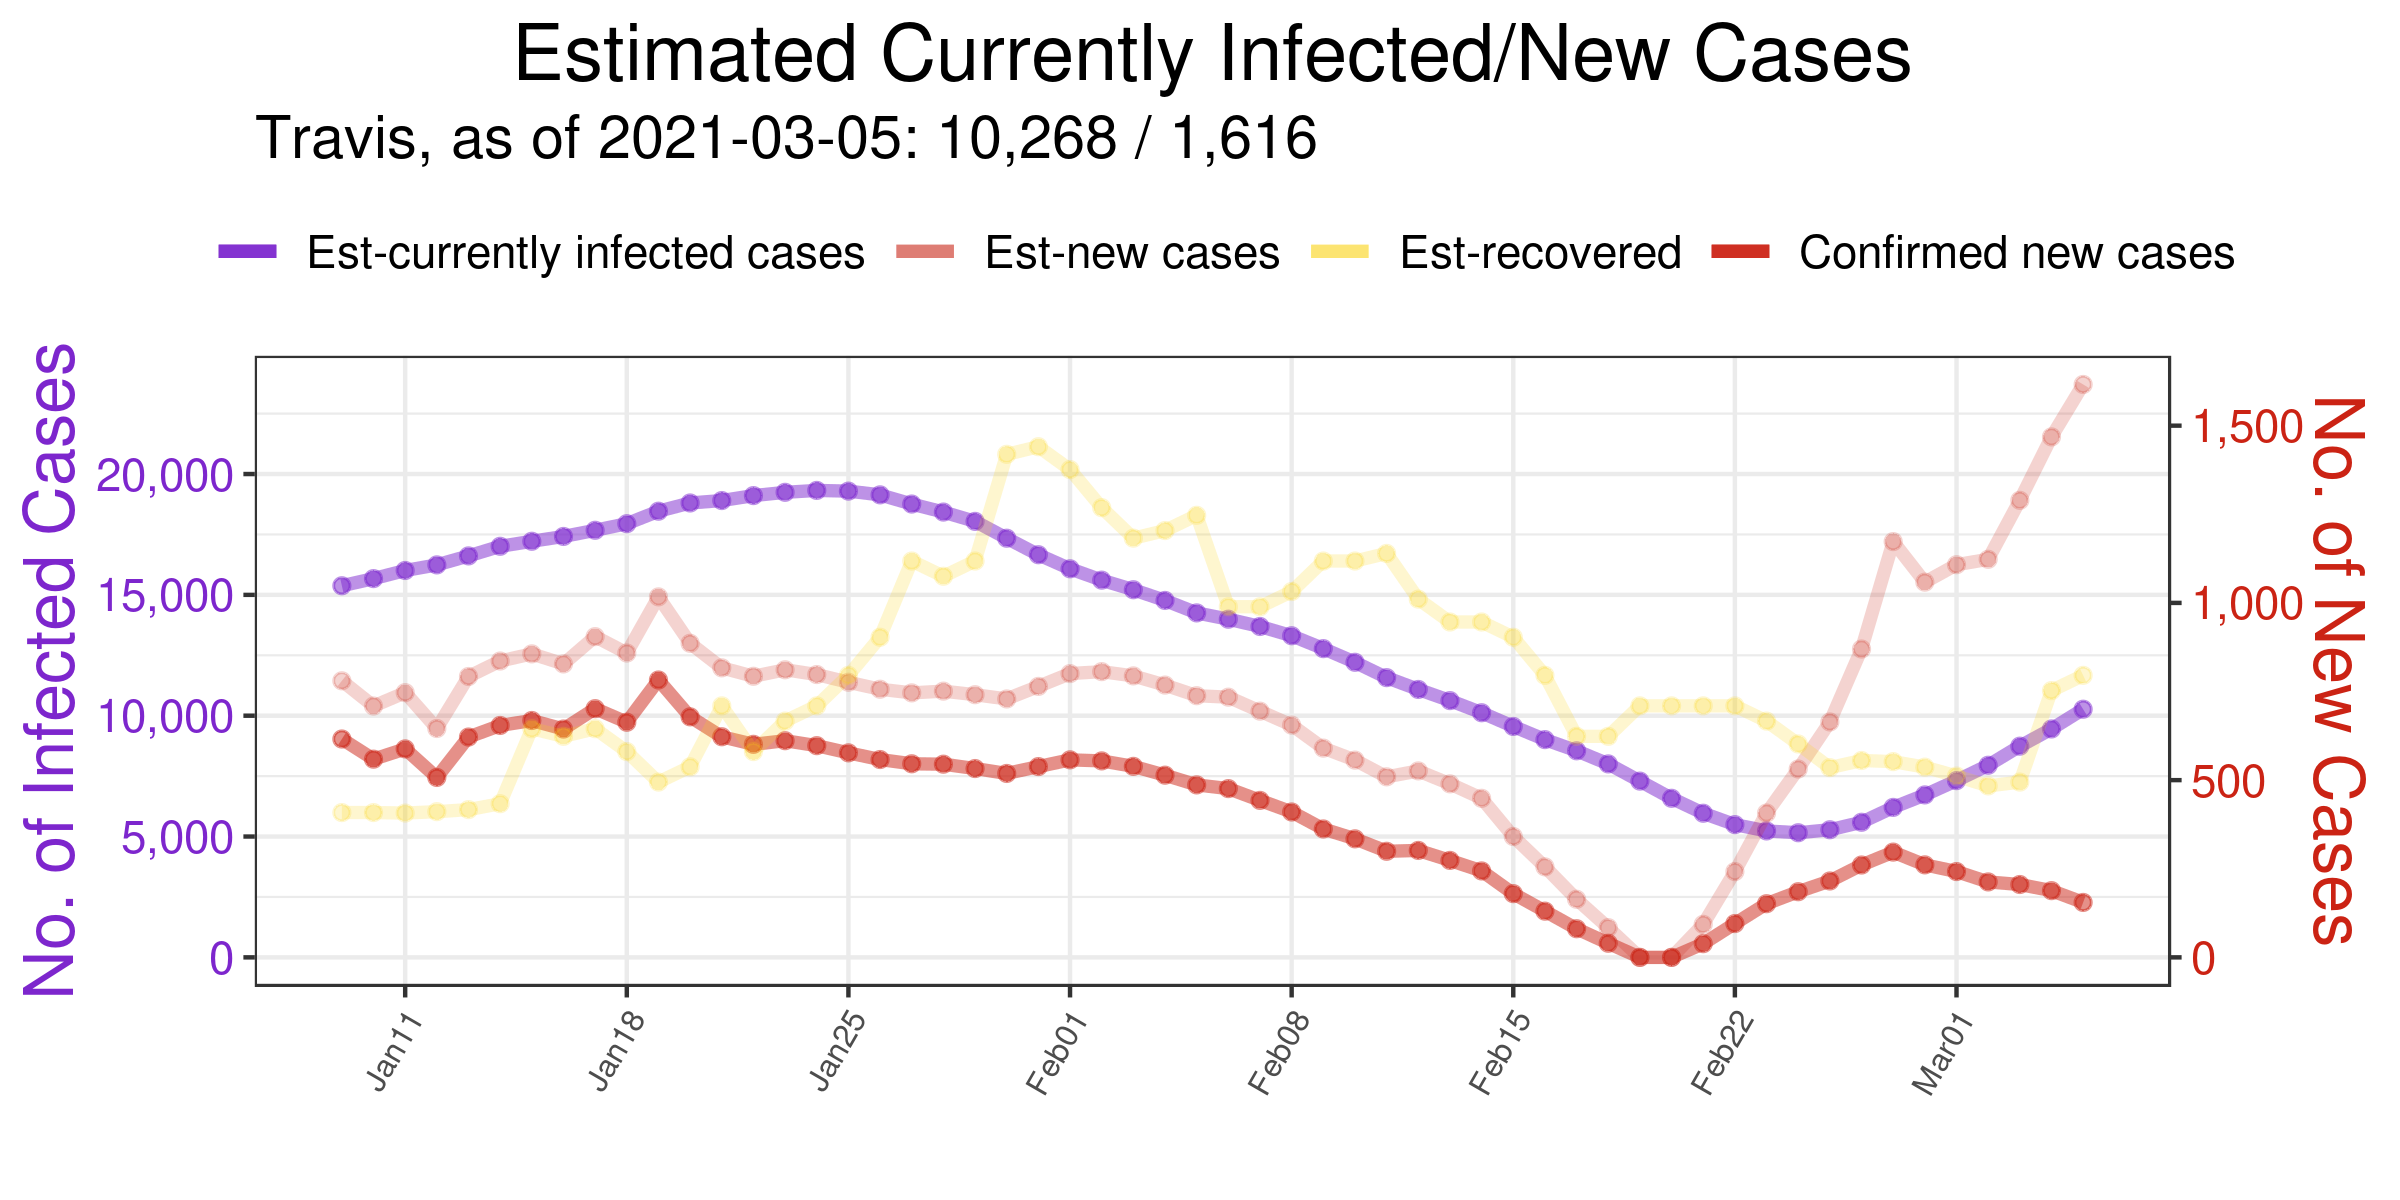 Estimated Currently Infected/New Cases
Travis, as of 2021-03-05: 10,268 / 1,616
Est-currently infected cases Est-new cases Est-recovered Confirmed new cases
No. of Infected Cases
20,000
15,000
10,000
5,000
0
1,500
1,000
500
0
No. of New Cases
Jan11 Jan18 Jan25 Feb01 Feb08 Feb15 Feb22 Mar01